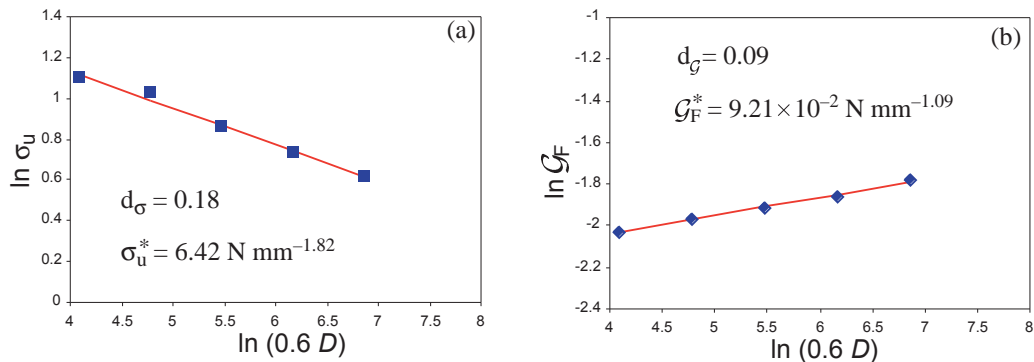 (a)
1.4
1.2
1
0.8
0.6
0.4
0.2
0
ln σᵤ
d_σ = 0.18
σᵤ* = 6.42 N mm⁻¹·⁸²
4 4.5 5 5.5 6 6.5 7 7.5 8
ln (0.6 D)
(b)
-1
-1.2
-1.4
-1.6
-1.8
-2
-2.2
-2.4
ln 𝒢_F
d_𝒢 = 0.09
𝒢_F* = 9.21×10⁻² N mm⁻¹·⁰⁹
4 4.5 5 5.5 6 6.5 7 7.5 8
ln (0.6 D)